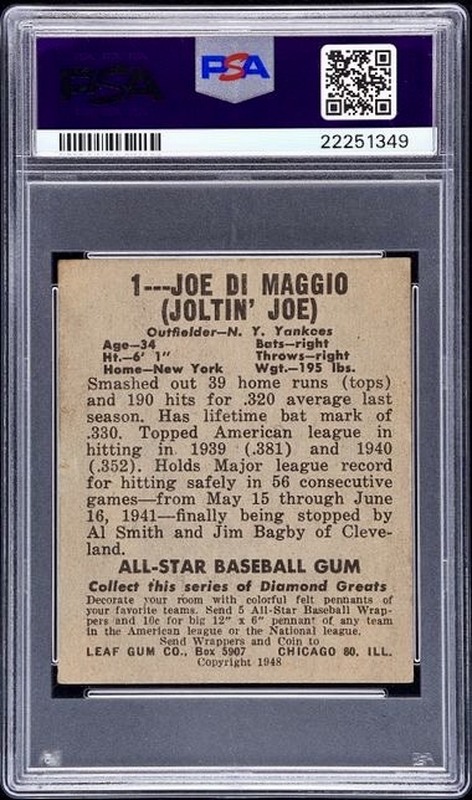 PSA
PSA
22251349
1---JOE DI MAGGIO
(JOLTIN' JOE)
Outfielder—N. Y. Yankees
Age—34 Bats—right
Ht.—6' 1" Throws—right
Home—New York Wgt.—195 lbs.
Smashed out 39 home runs (tops)
and 190 hits for .320 average last
season. Has lifetime bat mark of
.330. Topped American league in
hitting in 1939 (.381) and 1940
(.352). Holds Major league record
for hitting safely in 56 consecutive
games—from May 15 through June
16, 1941—finally being stopped by
Al Smith and Jim Bagby of Cleve-
land.
ALL-STAR BASEBALL GUM
Collect this series of Diamond Greats
Decorate your room with colorful felt pennants of
your favorite teams. Send 5 All-Star Baseball Wrap-
pers and 10c for big 12" x 6" pennant of any team
in the American league or the National league.
Send Wrappers and Coin to
LEAF GUM CO., Box 5907 CHICAGO 80, ILL.
Copyright 1948